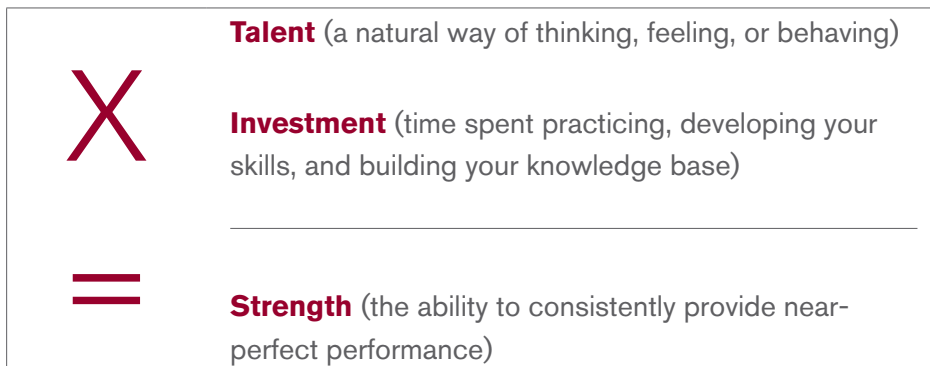 Talent (a natural way of thinking, feeling, or behaving)
X
Investment (time spent practicing, developing your
skills, and building your knowledge base)
=
Strength (the ability to consistently provide near-
perfect performance)